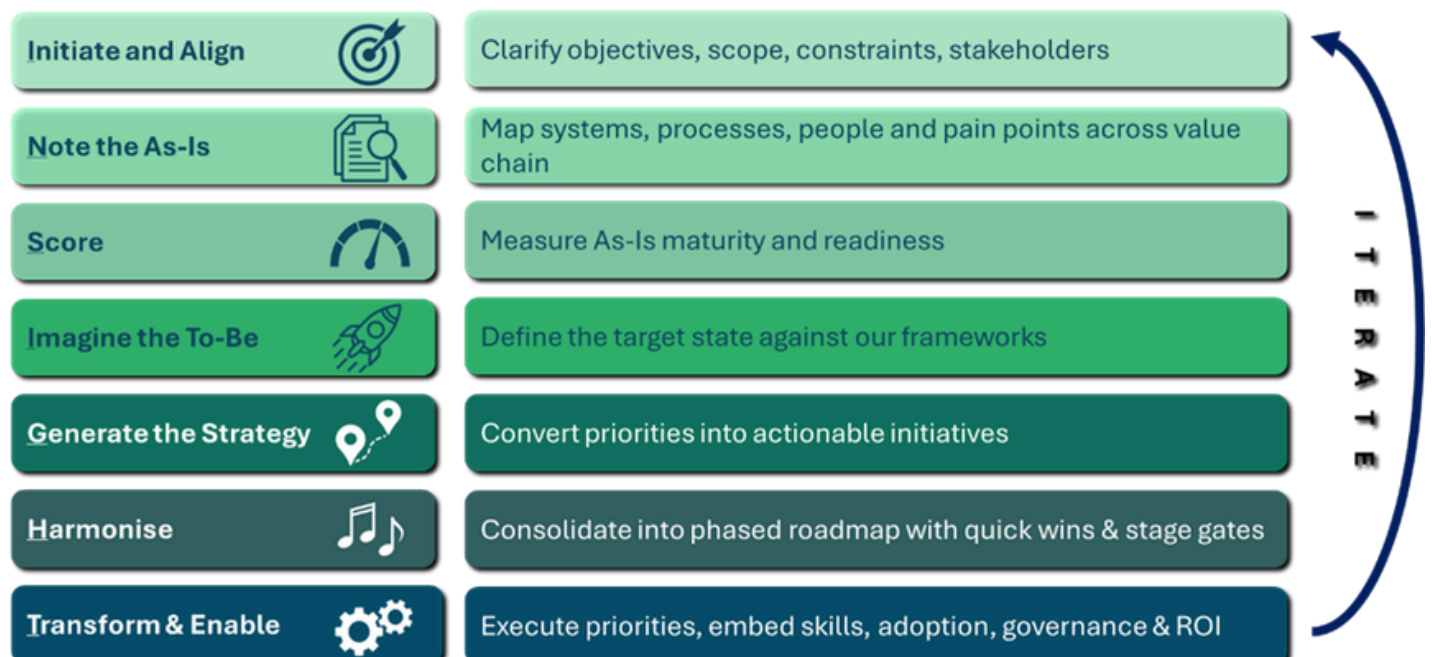 Initiate and Align
Clarify objectives, scope, constraints, stakeholders
Note the As-Is
Map systems, processes, people and pain points across value
chain
Score
Measure As-Is maturity and readiness
Imagine the To-Be
Define the target state against our frameworks
Generate the Strategy
Convert priorities into actionable initiatives
Harmonise
Consolidate into phased roadmap with quick wins & stage gates
Transform & Enable
Execute priorities, embed skills, adoption, governance & ROI
ITERATE